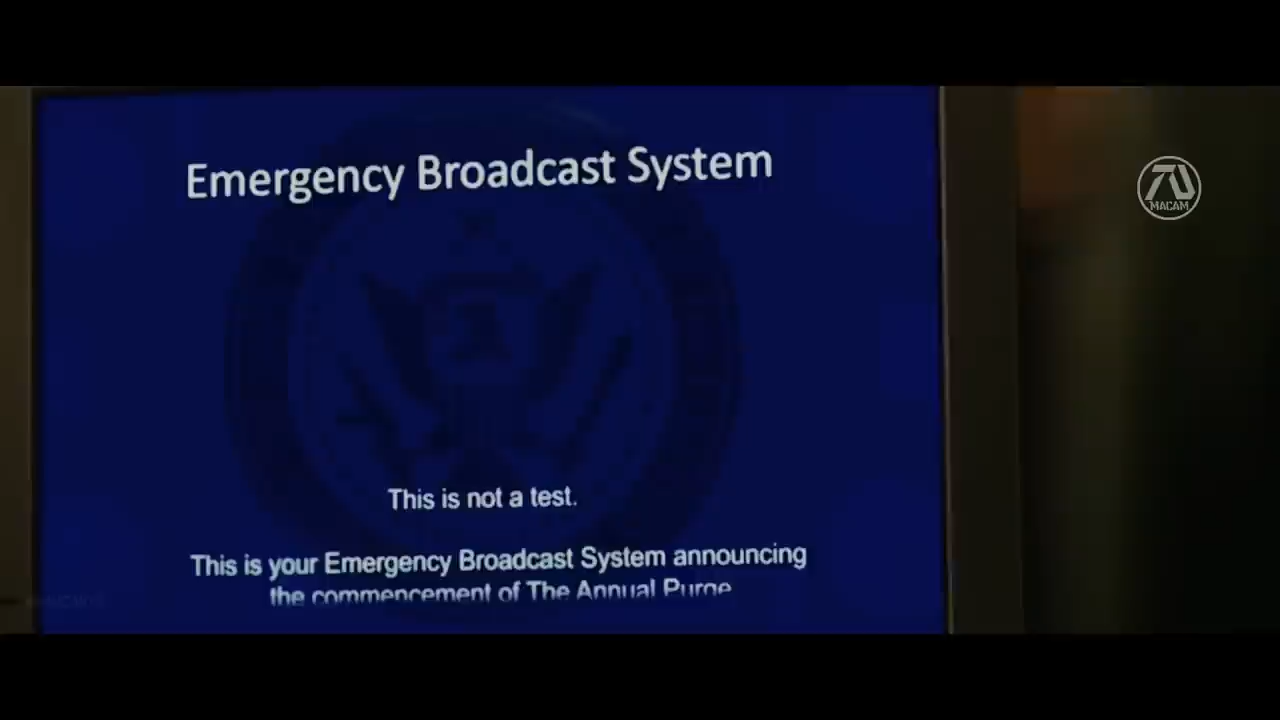 Emergency Broadcast System
7
MACAM
This is not a test.
This is your Emergency Broadcast System announcing
the commencement of The Annual Purge